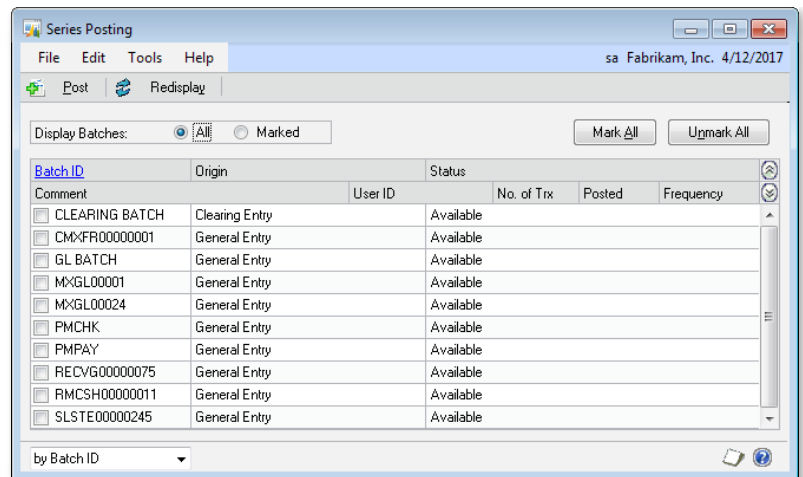 Series Posting
File Edit Tools Help sa Fabrikam, Inc. 4/12/2017
Post Redisplay
Display Batches: All Marked Mark All Unmark All
Batch ID Origin Status
Comment User ID No. of Trx Posted Frequency
CLEARING BATCH Clearing Entry Available
CMXFR00000001 General Entry Available
GL BATCH General Entry Available
MXGL00001 General Entry Available
MXGL00024 General Entry Available
PMCHK General Entry Available
PMPAY General Entry Available
RECVG00000075 General Entry Available
RMCSH00000011 General Entry Available
SLSTE00000245 General Entry Available
by Batch ID